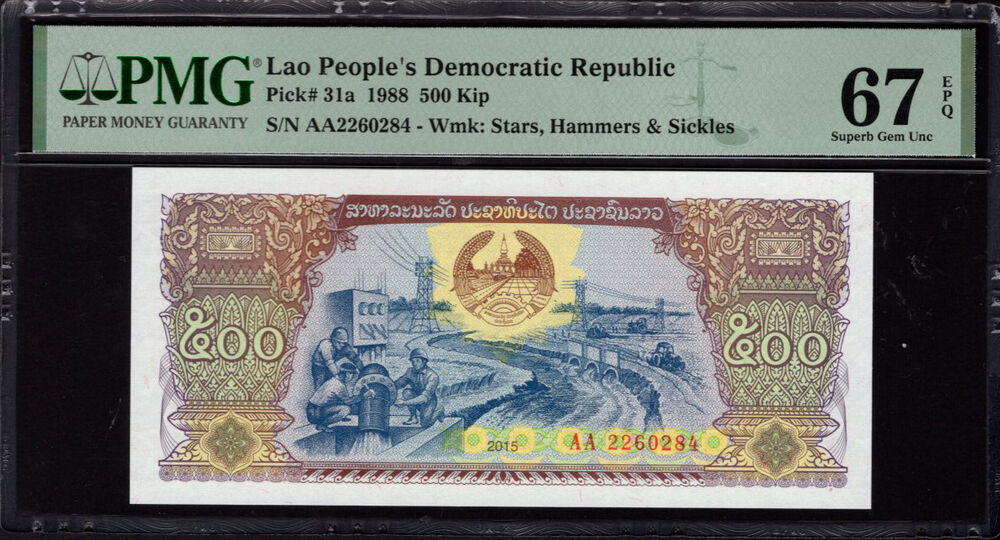 PMG®
PAPER MONEY GUARANTY
Lao People's Democratic Republic
Pick# 31a 1988 500 Kip
S/N AA2260284 - Wmk: Stars, Hammers & Sickles
67
EPQ
Superb Gem Unc
ສາທາລະນະລັດ ປະຊາທິປະໄຕ ປະຊາຊົນລາວ
໕໐໐
໕໐໐
2015
AA 2260284